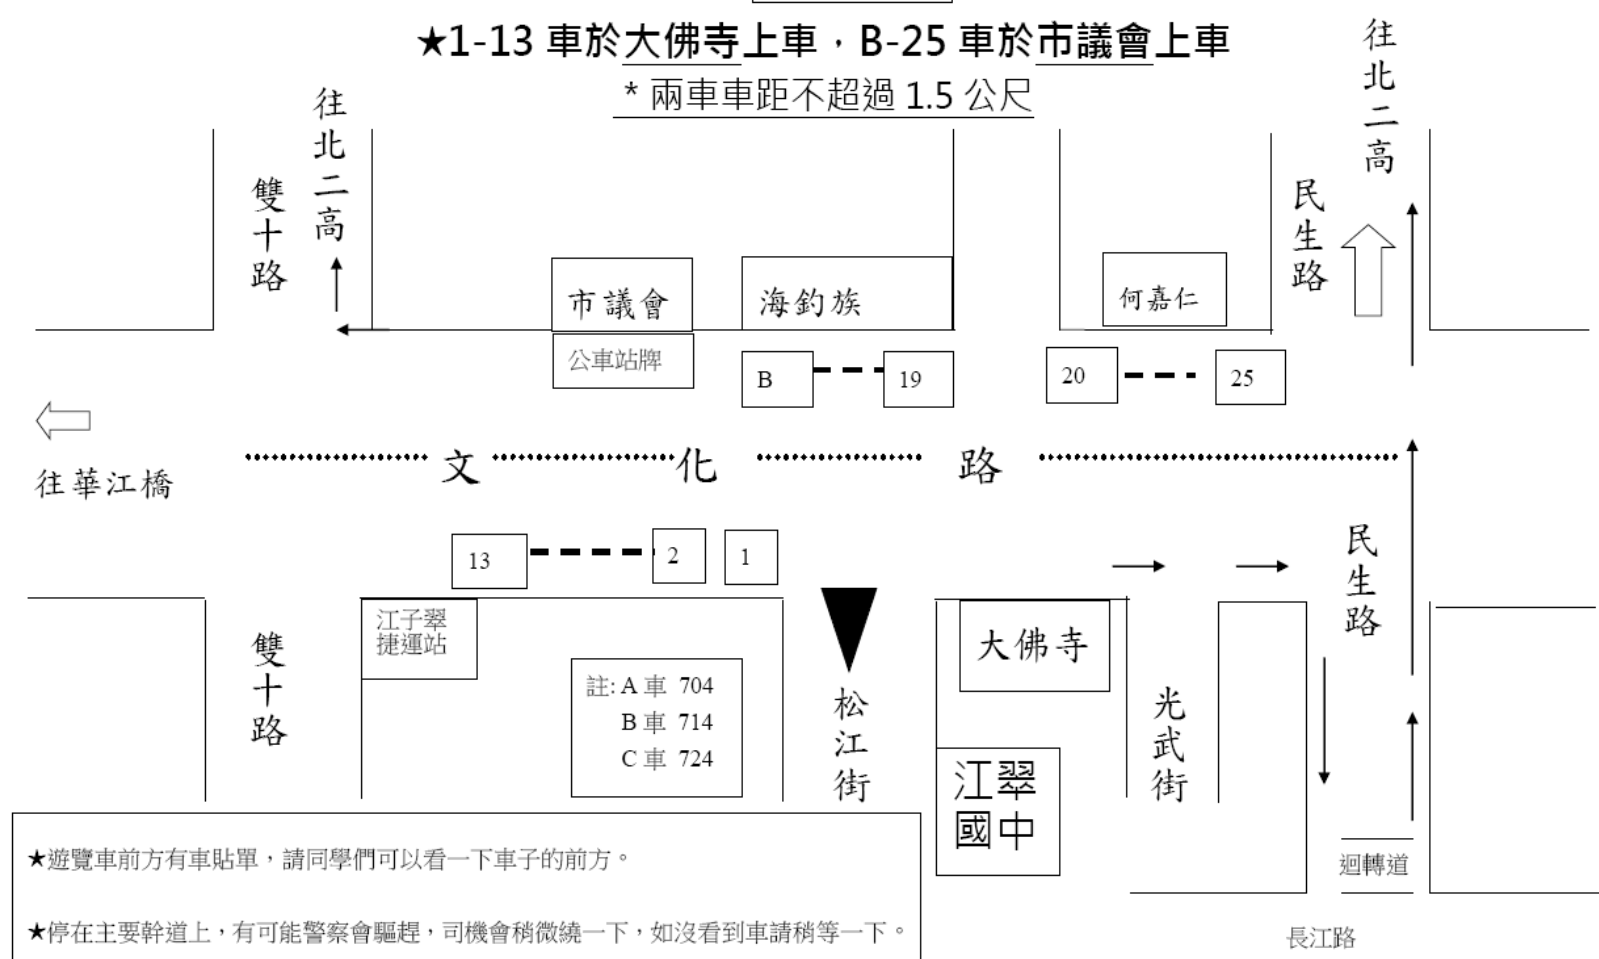 ★1-13 車於大佛寺上車，B-25 車於市議會上車
* 兩車車距不超過 1.5 公尺
往北二高
往北二高
雙十路
民生路
市議會
海釣族
何嘉仁
公車站牌
B
19
20
25
往華江橋
文化路
13
2
1
民生路
江子翠
捷運站
雙十路
註: A 車 704
B 車 714
C 車 724
松江街
大佛寺
光武街
江翠
國中
★遊覽車前方有車貼單，請同學們可以看一下車子的前方。
★停在主要幹道上，有可能警察會驅趕，司機會稍微繞一下，如沒看到車請稍等一下。
迴轉道
長江路